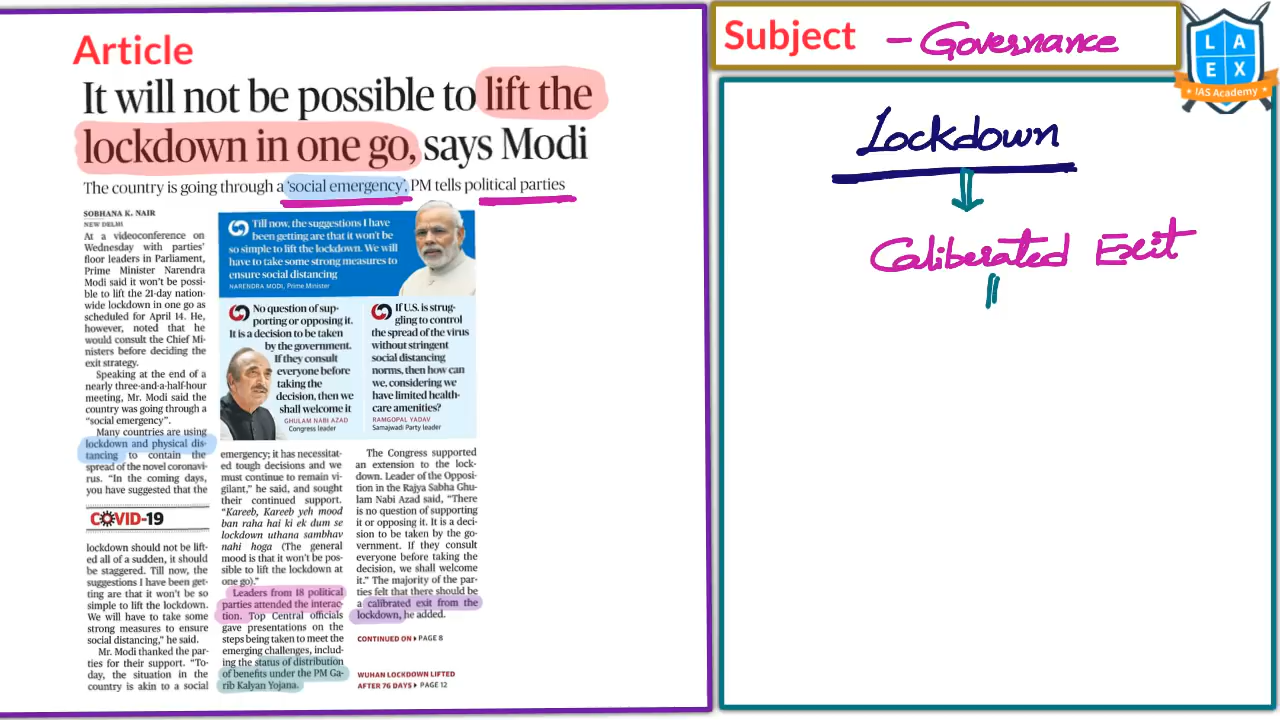 Article
It will not be possible to lift the
lockdown in one go, says Modi
The country is going through a 'social emergency', PM tells political parties
SOBHANA K. NAIR
NEW DELHI
At a videoconference on
Wednesday with parties'
floor leaders in Parliament,
Prime Minister Narendra
Modi said it won't be possi-
ble to lift the 21-day nation-
wide lockdown in one go as
scheduled for April 14. He,
however, noted that he
would consult the Chief Mi-
nisters before deciding the
exit strategy.
Speaking at the end of a
nearly three-and-a-half-hour
meeting, Mr. Modi said the
country was going through a
"social emergency".
Many countries are using
lockdown and physical dis-
tancing to contain the
spread of the novel coronavi-
rus. "In the coming days,
you have suggested that the
COVID-19
lockdown should not be lift-
ed all of a sudden, it should
be staggered. Till now, the
suggestions I have been get-
ting are that it won't be so
simple to lift the lockdown.
We will have to take some
strong measures to ensure
social distancing," he said.
Mr. Modi thanked the par-
ties for their support. "To-
day, the situation in the
country is akin to a social
Till now, the suggestions I have
been getting are that it won't be
so simple to lift the lockdown. We will
have to take some strong measures to
ensure social distancing
NARENDRA MODI, Prime Minister
No question of sup-
porting or opposing it.
It is a decision to be taken
by the government.
If they consult
everyone before
taking the
decision, then we
shall welcome it
GHULAM NABI AZAD
Congress leader
If U.S. is strug-
gling to control
the spread of the virus
without stringent
social distancing
norms, then how can
we, considering we
have limited health-
care amenities?
RAMGOPAL YADAV
Samajwadi Party leader
emergency; it has necessitat-
ed tough decisions and we
must continue to remain vi-
gilant," he said, and sought
their continued support.
"Kareeb, Kareeb yeh mood
ban raha hai ki ek dum se
lockdown uthana sambhav
nahi hoga (The general
mood is that it won't be pos-
sible to lift the lockdown at
one go)."
Leaders from 18 political
parties attended the interac-
tion. Top Central officials
gave presentations on the
steps being taken to meet the
emerging challenges, includ-
ing the status of distribution
of benefits under the PM Ga-
rib Kalyan Yojana.
The Congress supported
an extension to the lock-
down. Leader of the Opposi-
tion in the Rajya Sabha Ghu-
lam Nabi Azad said, "There
is no question of supporting
it or opposing it. It is a deci-
sion to be taken by the go-
vernment. If they consult
everyone before taking the
decision, we shall welcome
it." The majority of the par-
ties felt that there should be
a calibrated exit from the
lockdown, he added.
CONTINUED ON ▸ PAGE 8
WUHAN LOCKDOWN LIFTED
AFTER 76 DAYS ▸ PAGE 12
Subject - Governance
L A
E X
IAS Academy
Lockdown
Caliberated Exit